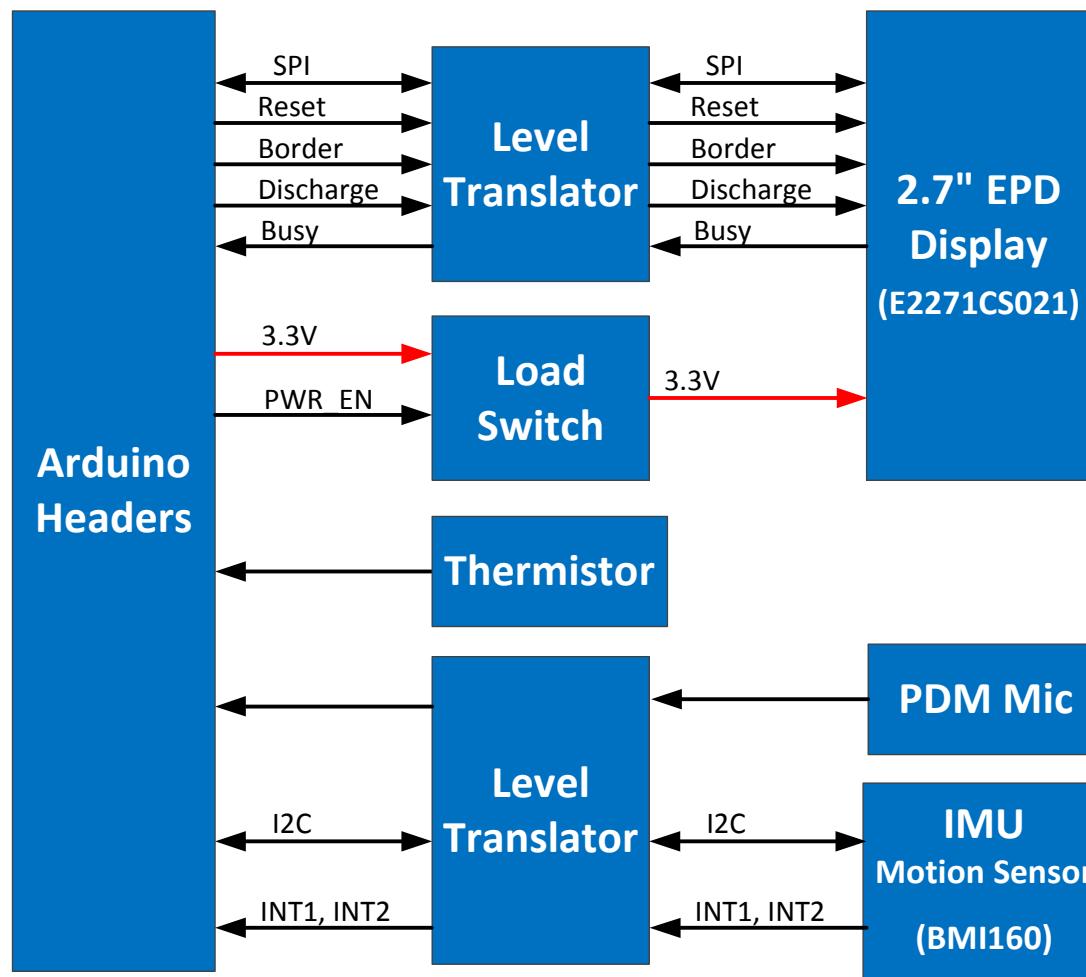 Arduino
Headers
SPI
Reset
Border
Discharge
Busy
Level
Translator
SPI
Reset
Border
Discharge
Busy
2.7" EPD
Display
(E2271CS021)
3.3V
PWR_EN
Load
Switch
3.3V
Thermistor
PDM Mic
Level
Translator
I2C
INT1, INT2
I2C
INT1, INT2
IMU
Motion Sensor
(BMI160)